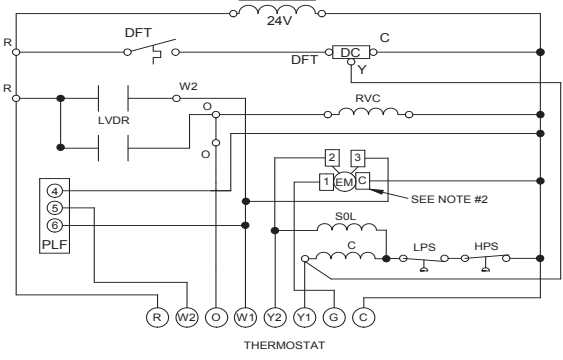 24V
R
DFT
DFT
DC
C
Y
R
W2
LVDR
O
RVC
O
2
3
1
EM
C
SEE NOTE #2
4
5
6
PLF
S0L
C
LPS
HPS
R
W2
O
W1
Y2
Y1
G
C
THERMOSTAT